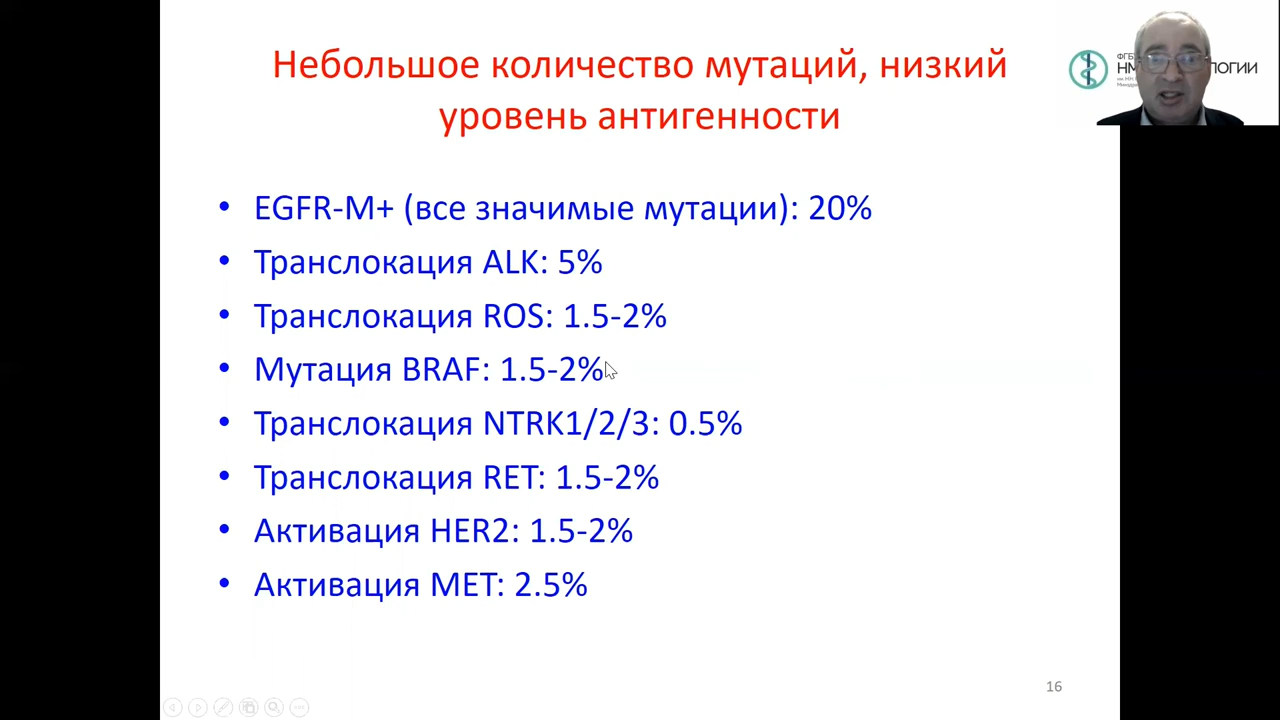 Небольшое количество мутаций, низкий
уровень антигенности
• EGFR-M+ (все значимые мутации): 20%
• Транслокация ALK: 5%
• Транслокация ROS: 1.5-2%
• Мутация BRAF: 1.5-2%
• Транслокация NTRK1/2/3: 0.5%
• Транслокация RET: 1.5-2%
• Активация HER2: 1.5-2%
• Активация MET: 2.5%
16